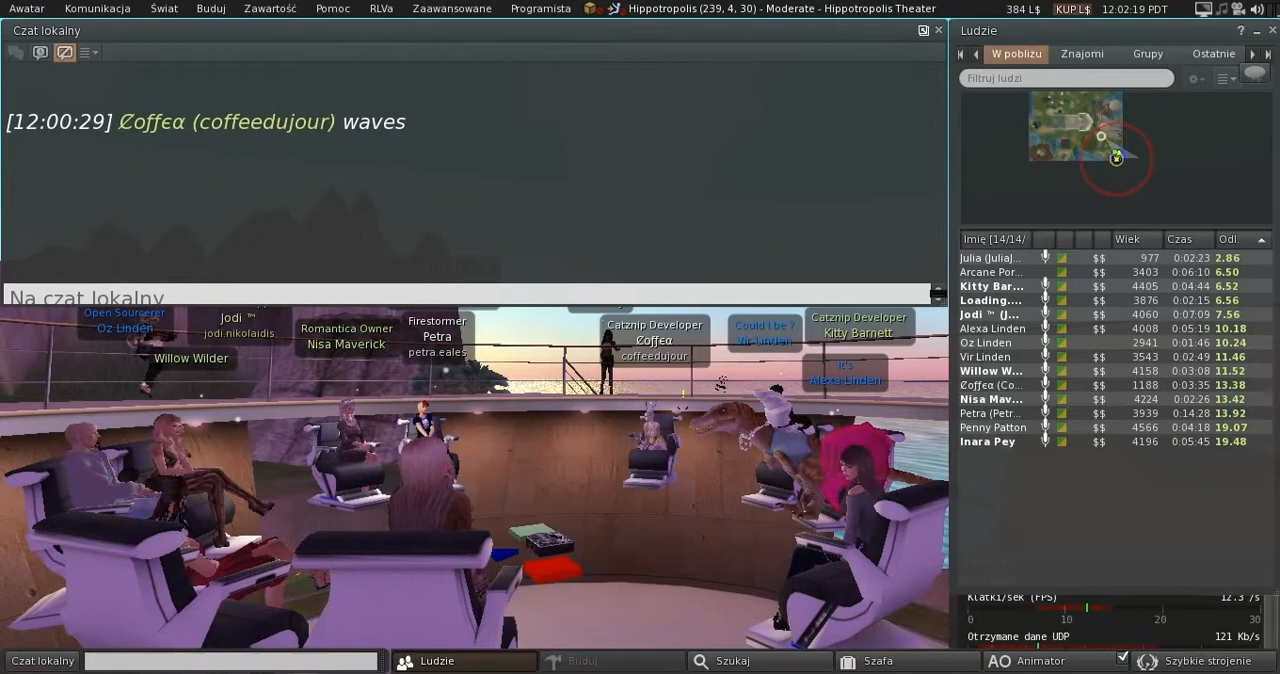 Awatar Komunikacja Świat Buduj Zawartość Pomoc RLVa Zaawansowane Programista Hippotropolis (239, 4, 30) - Moderate - Hippotropolis Theater 384 L$ KUP L$ 12:02:19 PDT
Czat lokalny
[12:00:29] Ȼσffєα (coffeedujour) waves
Na czat lokalny
Open Sourcerer
Oz Linden
Jodi ™
jodi.nikolaidis
Willow Wilder
Romantica Owner
Nisa Maverick
Firestormer
Petra
petra.eales
Catznip Developer
Ȼσffєα
coffeedujour
Could I be ?
Vir Linden
Catznip Developer
Kitty Barnett
It's
Alexa Linden
Ludzie
W pobliżu Znajomi Grupy Ostatnie
Filtruj ludzi
Imię [14/14/ Wiek Czas Odl.
Julia (JuliaJ... $$ 977 0:02:23 2.86
Arcane Por... $$ 3403 0:06:10 6.50
Kitty Bar... $$ 4405 0:04:44 6.52
Loading.... $$ 3876 0:02:15 6.56
Jodi ™ (J... $$ 4060 0:07:09 7.56
Alexa Linden $$ 4008 0:05:19 10.18
Oz Linden 2941 0:01:46 10.24
Vir Linden $$ 3543 0:02:49 11.46
Willow W... $$ 4158 0:03:08 11.52
Ȼσffєα (Co... $$ 1188 0:03:35 13.38
Nisa Mav... $$ 4224 0:02:26 13.42
Petra (Petr... $$ 3939 0:14:28 13.92
Penny Patton $$ 4566 0:04:18 19.07
Inara Pey $$ 4196 0:05:45 19.48
Klatki/sek (FPS) 12.3 /s
0 10 20 30
Otrzymane dane UDP 121 Kb/s
Czat lokalny Ludzie Buduj Szukaj Szafa AO Animator Szybkie strojenie